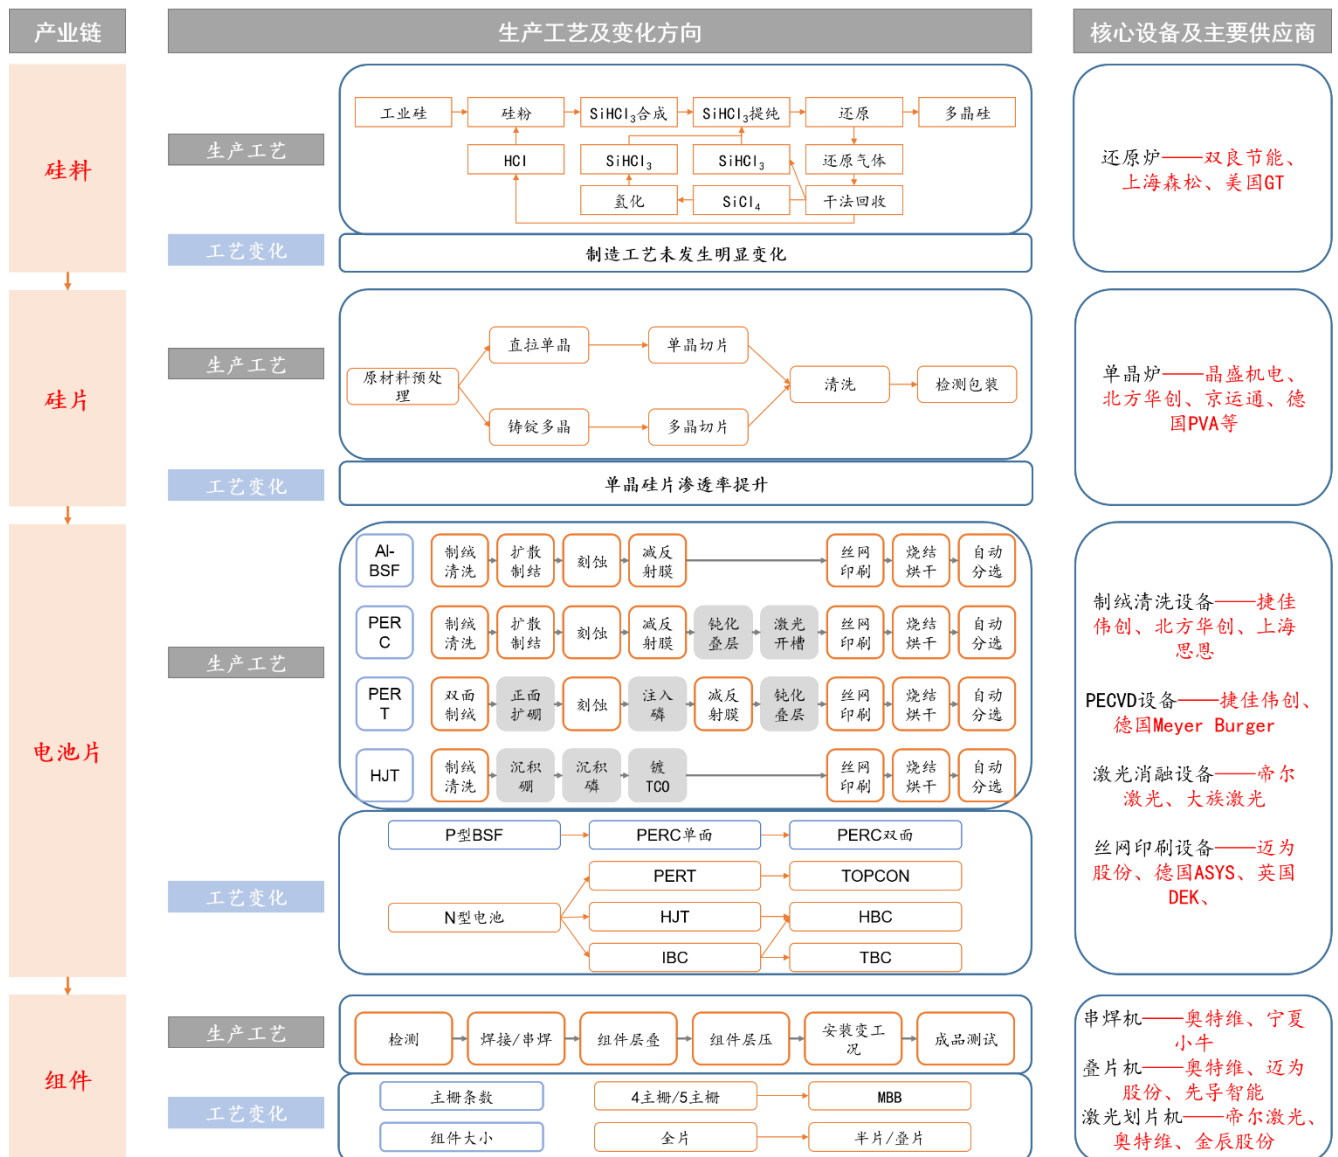 产业链
生产工艺及变化方向
核心设备及主要供应商
硅料
生产工艺
工业硅
硅粉
SiHCl₃合成
SiHCl₃提纯
还原
多晶硅
HCl
SiHCl₃
SiHCl₃
还原气体
氢化
SiCl₄
干法回收
工艺变化
制造工艺未发生明显变化
还原炉——双良节能、
上海森松、美国GT
硅片
生产工艺
原材料预处
理
直拉单晶
单晶切片
铸锭多晶
多晶切片
清洗
检测包装
工艺变化
单晶硅片渗透率提升
单晶炉——晶盛机电、
北方华创、京运通、德
国PVA等
电池片
生产工艺
Al-
BSF
制绒
清洗
扩散
制结
刻蚀
减反
射膜
丝网
印刷
烧结
烘干
自动
分选
PER
C
制绒
清洗
扩散
制结
刻蚀
减反
射膜
钝化
叠层
激光
开槽
丝网
印刷
烧结
烘干
自动
分选
PER
T
双面
制绒
正面
扩硼
刻蚀
注入
磷
减反
射膜
钝化
叠层
丝网
印刷
烧结
烘干
自动
分选
HJT
制绒
清洗
沉积
硼
沉积
磷
镀
TCO
丝网
印刷
烧结
烘干
自动
分选
工艺变化
P型BSF
PERC单面
PERC双面
N型电池
PERT
TOPCON
HJT
HBC
IBC
TBC
制绒清洗设备——捷佳
伟创、北方华创、上海
思恩
PECVD设备——捷佳伟创、
德国Meyer Burger
激光消融设备——帝尔
激光、大族激光
丝网印刷设备——迈为
股份、德国ASYS、英国
DEK、
组件
生产工艺
检测
焊接/串焊
组件层叠
组件层压
安装变工
况
成品测试
工艺变化
主栅条数
4主栅/5主栅
MBB
组件大小
全片
半片/叠片
串焊机——奥特维、宁夏
小牛
叠片机——奥特维、迈为
股份、先导智能
激光划片机——帝尔激光、
奥特维、金辰股份